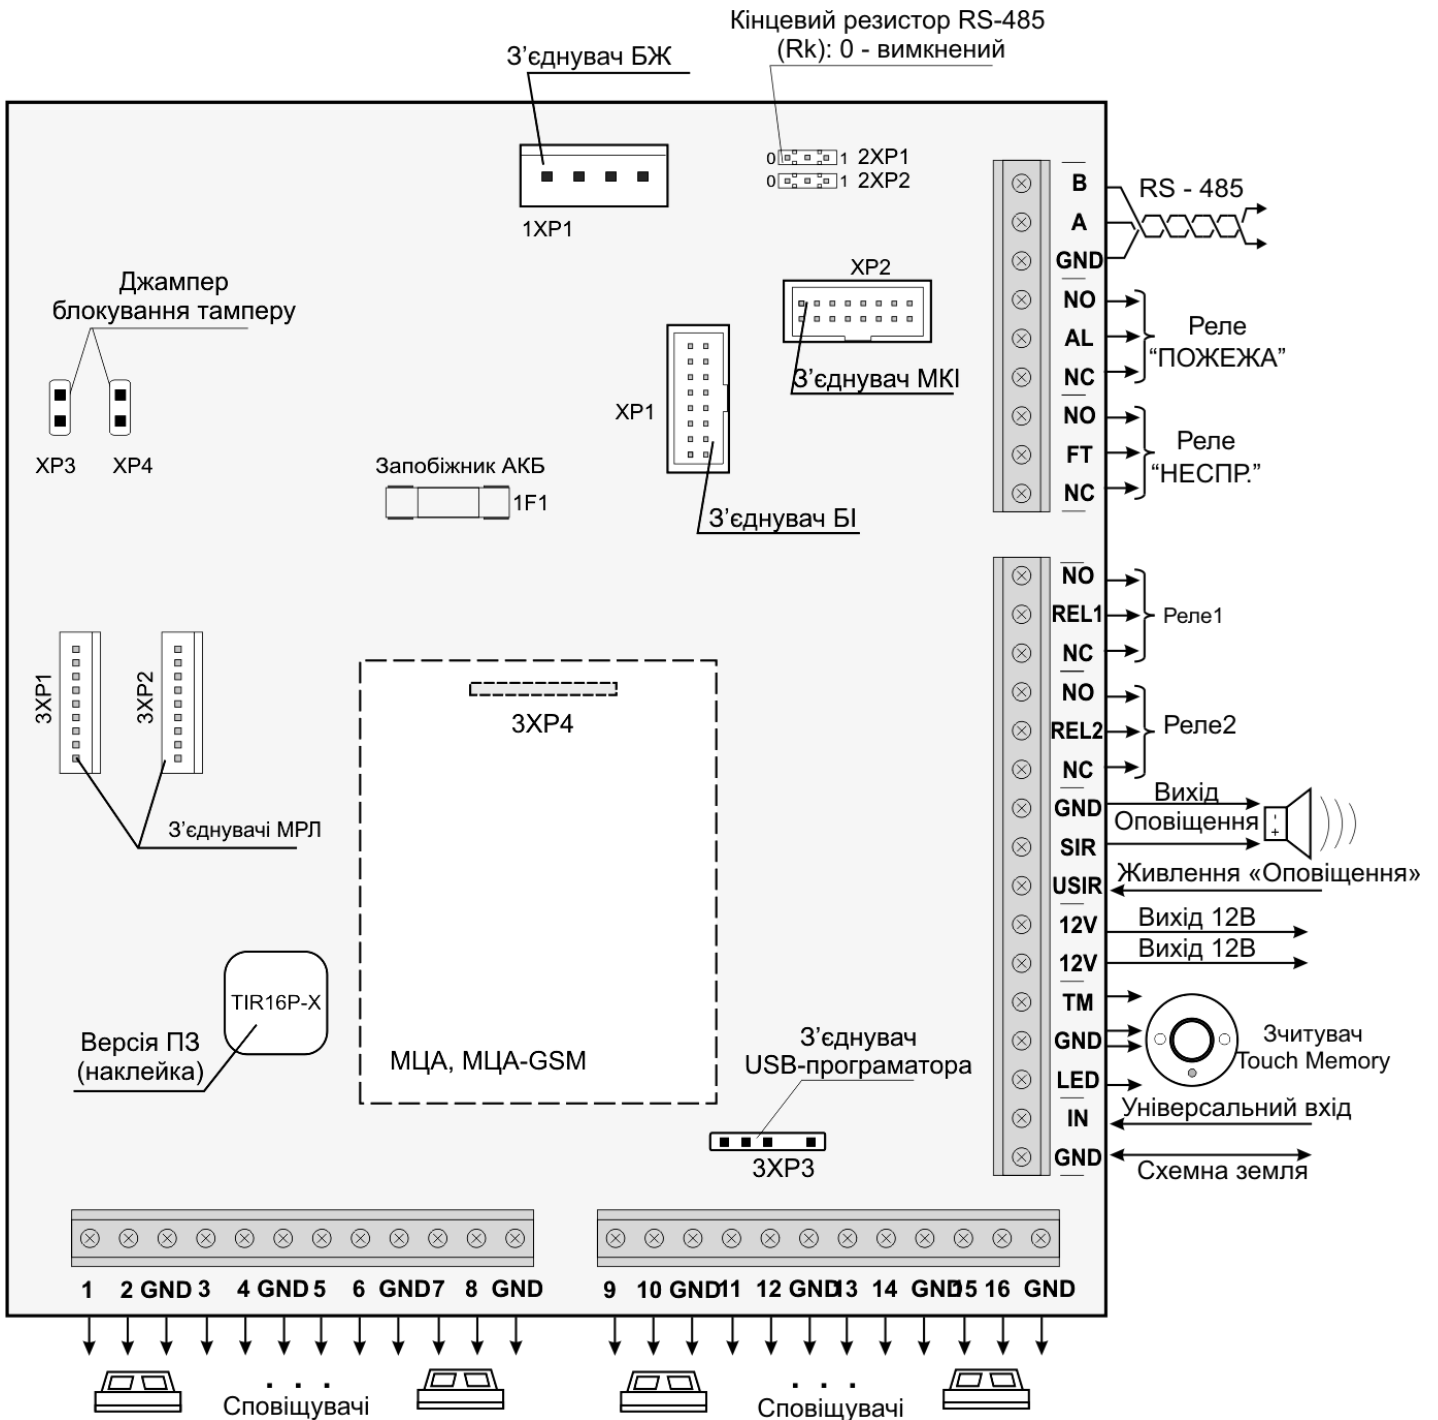 Кінцевий резистор RS-485
(Rk): 0 - вимкнений
З’єднувач БЖ
0 1 2XP1
0 1 2XP2
1XP1
B
RS - 485
A
GND
XP2
Джампер
блокування тамперу
NO
AL
NC
Реле
“ПОЖЕЖА”
З’єднувач МКІ
XP1
NO
FT
NC
Реле
“НЕСПР.”
XP3
XP4
Запобіжник АКБ
1F1
З’єднувач БІ
NO
REL1
NC
Реле1
3XP1
3XP2
NO
REL2
NC
Реле2
3XP4
З’єднувачі МРЛ
GND
SIR
Вихід
Оповіщення
-
+
USIR
Живлення «Оповіщення»
12V
Вихід 12В
12V
Вихід 12В
TIR16P-X
Версія ПЗ
(наклейка)
TM
GND
LED
Зчитувач
Touch Memory
МЦА, МЦА-GSM
З’єднувач
USB-програматора
3XP3
IN
Універсальний вхід
GND
Схемна земля
1 2 GND 3 4 GND 5 6 GND 7 8 GND
9 10 GND 11 12 GND 13 14 GND 15 16 GND
. . .
Сповіщувачі
. . .
Сповіщувачі